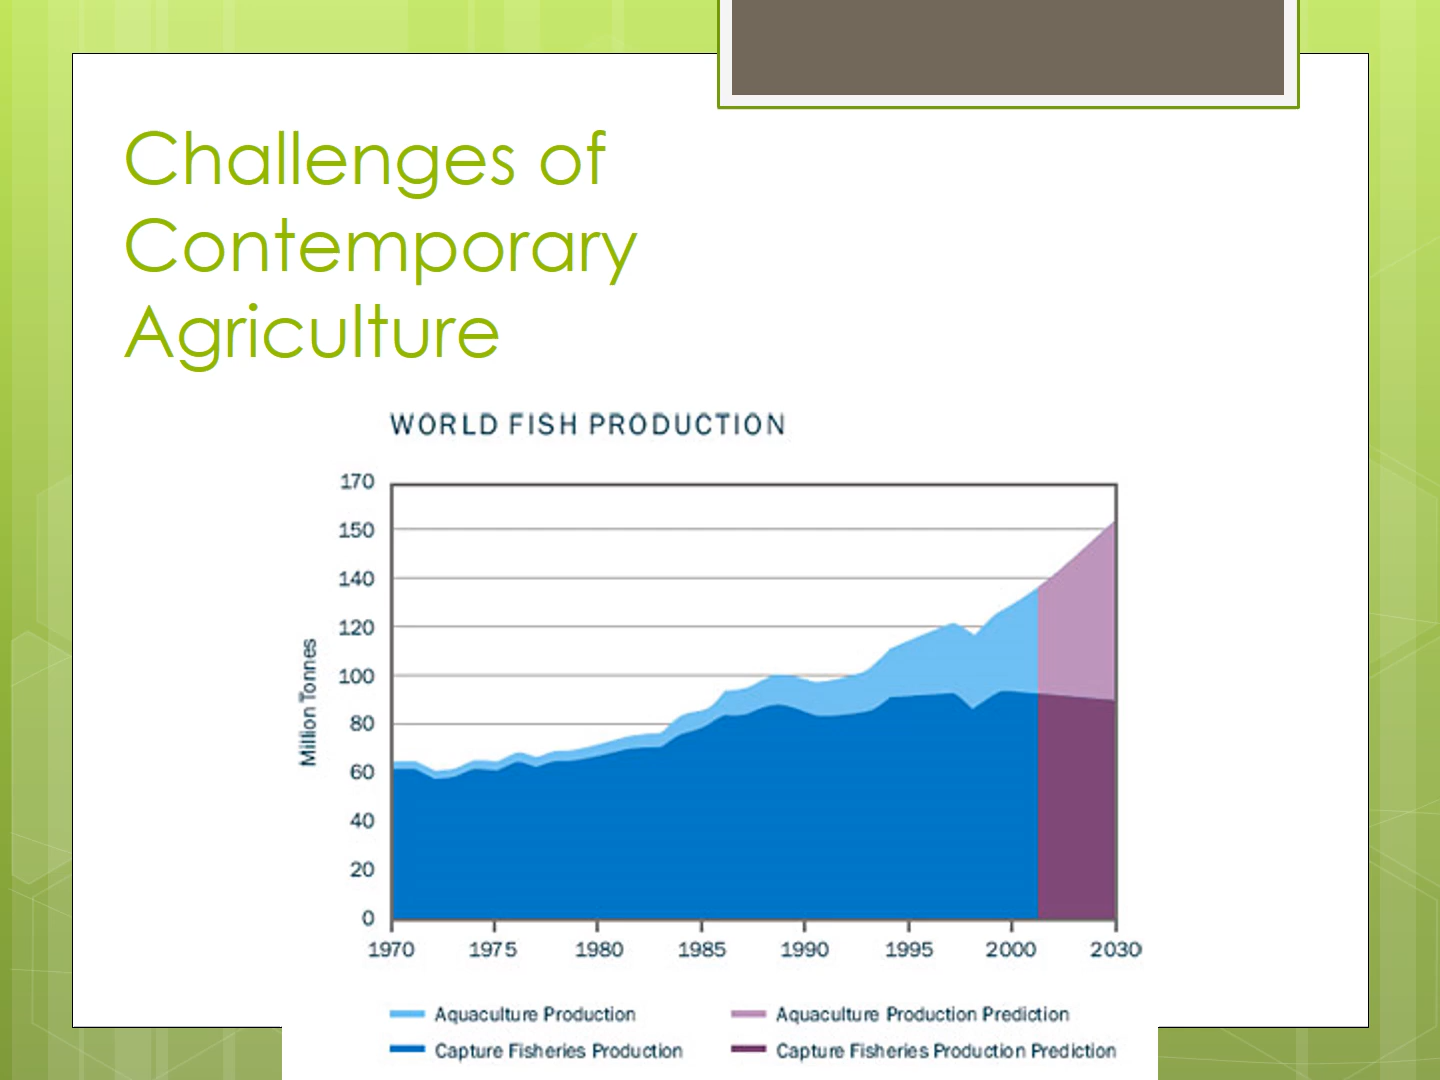 Challenges of
Contemporary
Agriculture
WORLD FISH PRODUCTION
170
150
140
120
100
80
60
40
20
0
Million Tonnes
1970 1975 1980 1985 1990 1995 2000 2030
Aquaculture Production Aquaculture Production Prediction
Capture Fisheries Production Capture Fisheries Production Prediction